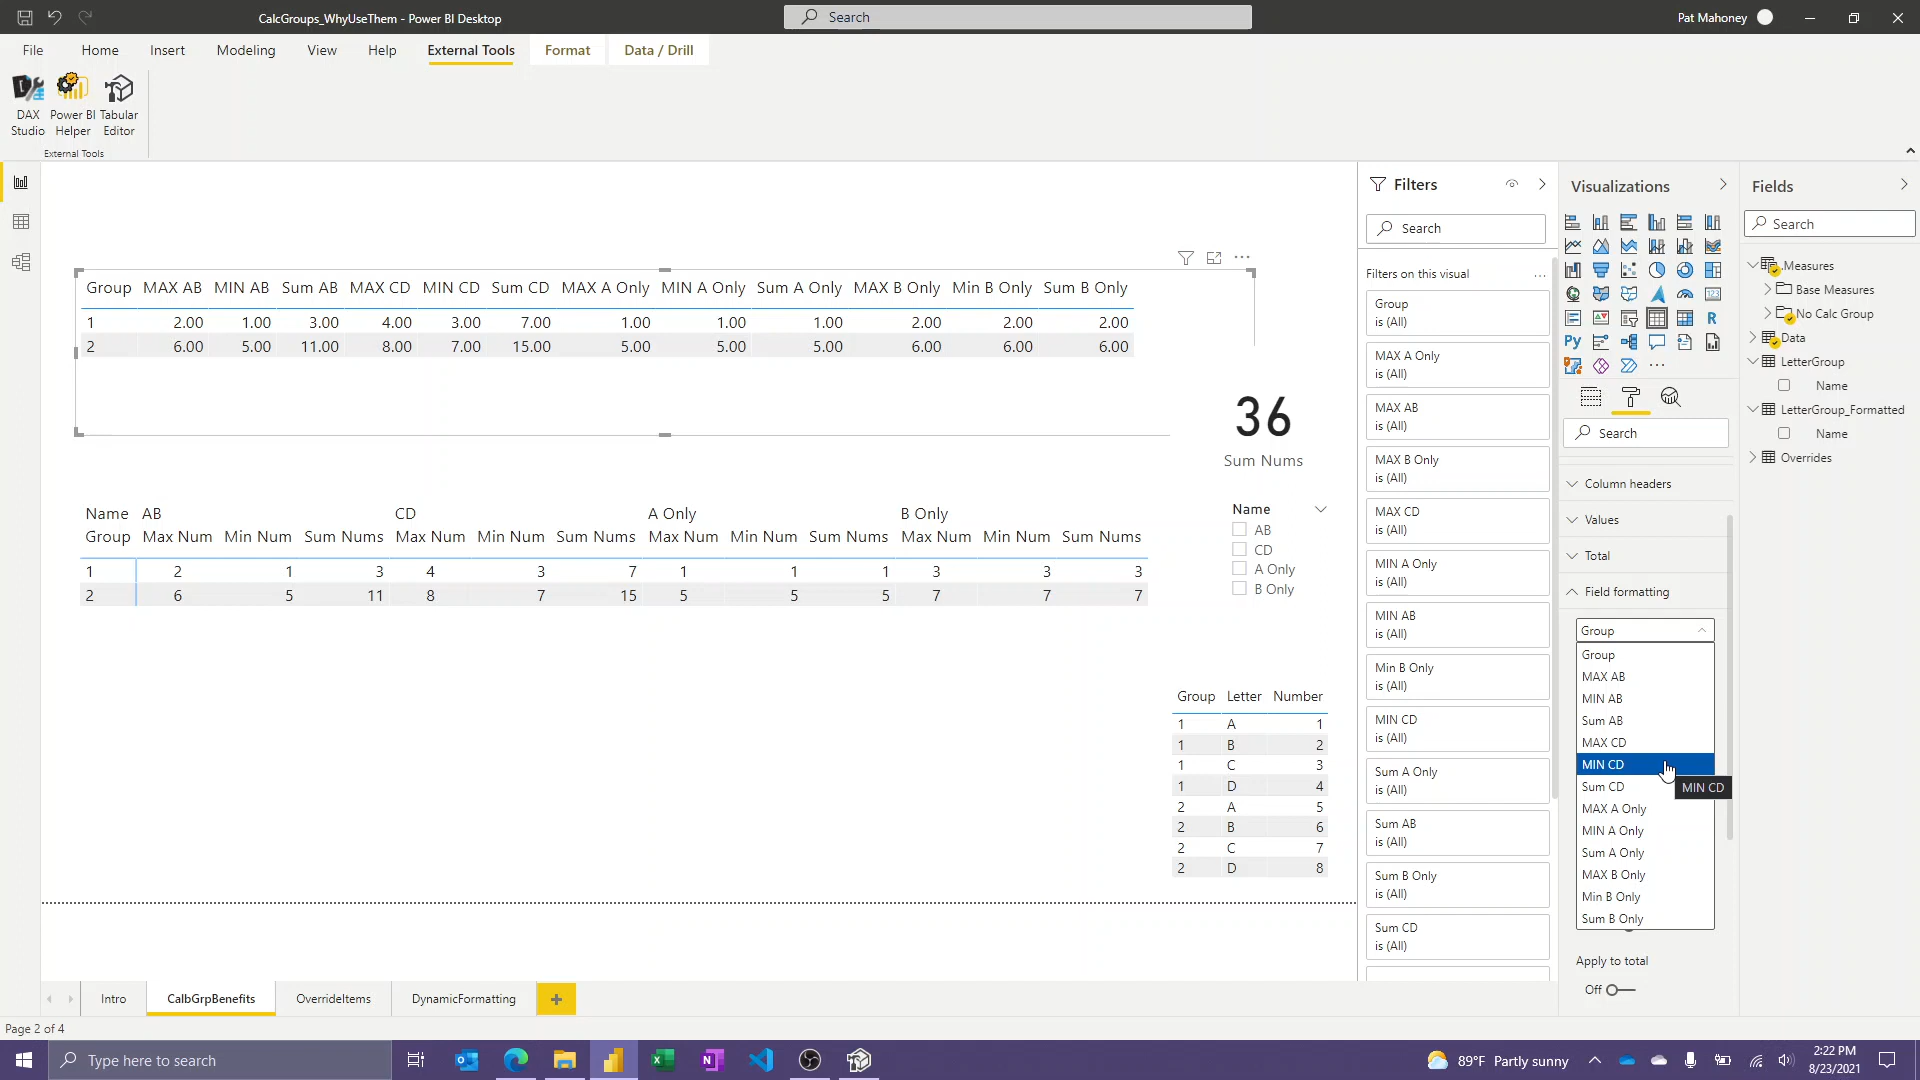 CalcGroups_WhyUseThem - Power BI Desktop
Search
Pat Mahoney
File Home Insert Modeling View Help External Tools Format Data / Drill
DAX Studio
Power BI Helper
Tabular Editor
External Tools
Group MAX AB MIN AB Sum AB MAX CD MIN CD Sum CD MAX A Only MIN A Only Sum A Only MAX B Only Min B Only Sum B Only
1 2.00 1.00 3.00 4.00 3.00 7.00 1.00 1.00 1.00 2.00 2.00 2.00
2 6.00 5.00 11.00 8.00 7.00 15.00 5.00 5.00 5.00 6.00 6.00 6.00
36
Sum Nums
Name AB CD A Only B Only
Group Max Num Min Num Sum Nums Max Num Min Num Sum Nums Max Num Min Num Sum Nums Max Num Min Num Sum Nums
1 2 1 3 4 3 7 1 1 1 3 3 3
2 6 5 11 8 7 15 5 5 5 7 7 7
Name
AB
CD
A Only
B Only
Group Letter Number
1 A 1
1 B 2
1 C 3
1 D 4
2 A 5
2 B 6
2 C 7
2 D 8
Filters
Search
Filters on this visual ...
Group
is (All)
MAX A Only
is (All)
MAX AB
is (All)
MAX B Only
is (All)
MAX CD
is (All)
MIN A Only
is (All)
MIN AB
is (All)
Min B Only
is (All)
MIN CD
is (All)
Sum A Only
is (All)
Sum AB
is (All)
Sum B Only
is (All)
Sum CD
is (All)
Visualizations
R
Py
Search
Column headers
Values
Total
Field formatting
Group
Group
MAX AB
MIN AB
Sum AB
MAX CD
MIN CD
MIN CD
Sum CD
MAX A Only
MIN A Only
Sum A Only
MAX B Only
Min B Only
Sum B Only
Apply to total
Off
Fields
Search
.Measures
Base Measures
No Calc Group
Data
LetterGroup
Name
LetterGroup_Formatted
Name
Overrides
Intro CalbGrpBenefits OverrideItems DynamicFormatting +
Page 2 of 4
Type here to search
89°F Partly sunny
2:22 PM
8/23/2021